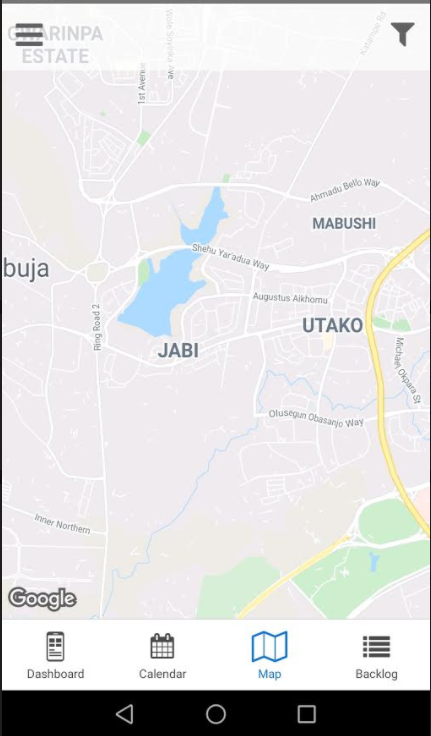 GWARINPA
ESTATE
1st Avenue
Ahmadu Bello Way
MABUSHI
Shehu Yar'adua Way
buja
Augustus Aikhomu
UTAKO
Ring Road 2
JABI
Michael Okpara St
Olusegun Obasanjo Way
Inner Northern
Google
Dashboard
Calendar
Map
Backlog